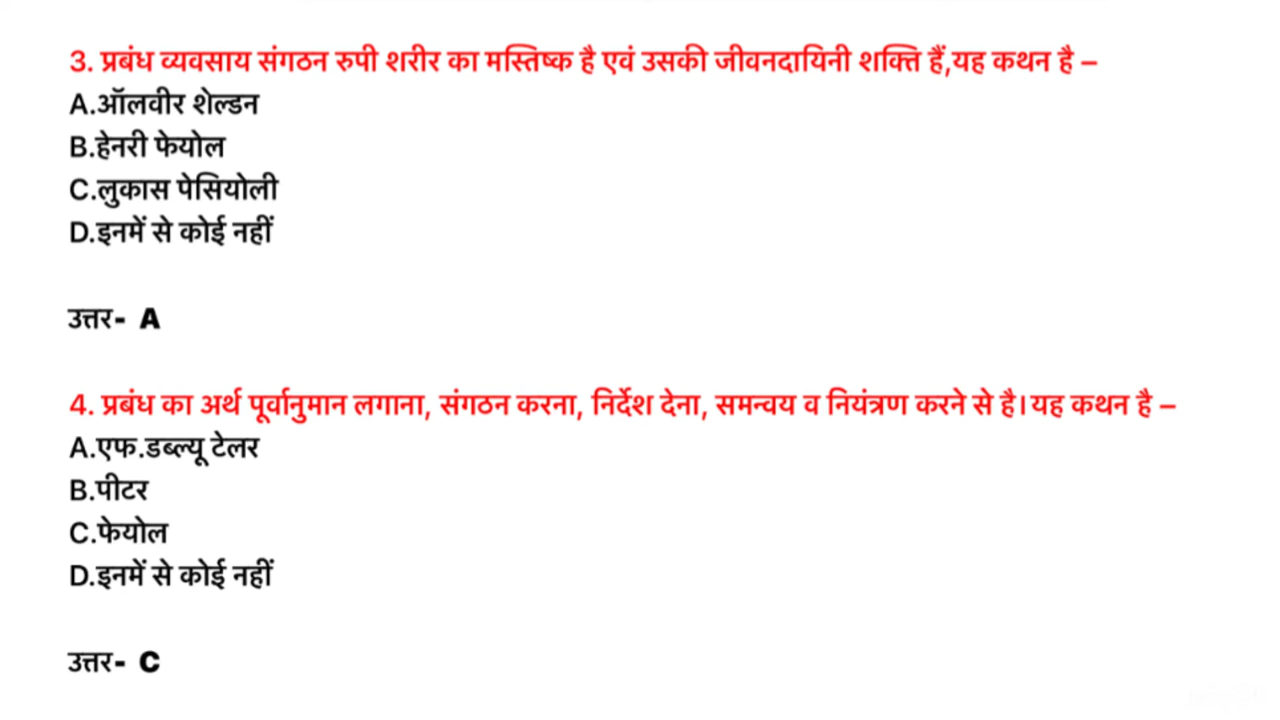 3. प्रबंध व्यवसाय संगठन रुपी शरीर का मस्तिष्क है एवं उसकी जीवनदायिनी शक्ति हैं,यह कथन है –
A.ऑलवीर शेल्डन
B.हेनरी फेयोल
C.लुकास पेसियोली
D.इनमें से कोई नहीं
उत्तर- A
4. प्रबंध का अर्थ पूर्वानुमान लगाना, संगठन करना, निर्देश देना, समन्वय व नियंत्रण करने से है। यह कथन है –
A.एफ.डब्ल्यू टेलर
B.पीटर
C.फेयोल
D.इनमें से कोई नहीं
उत्तर- C